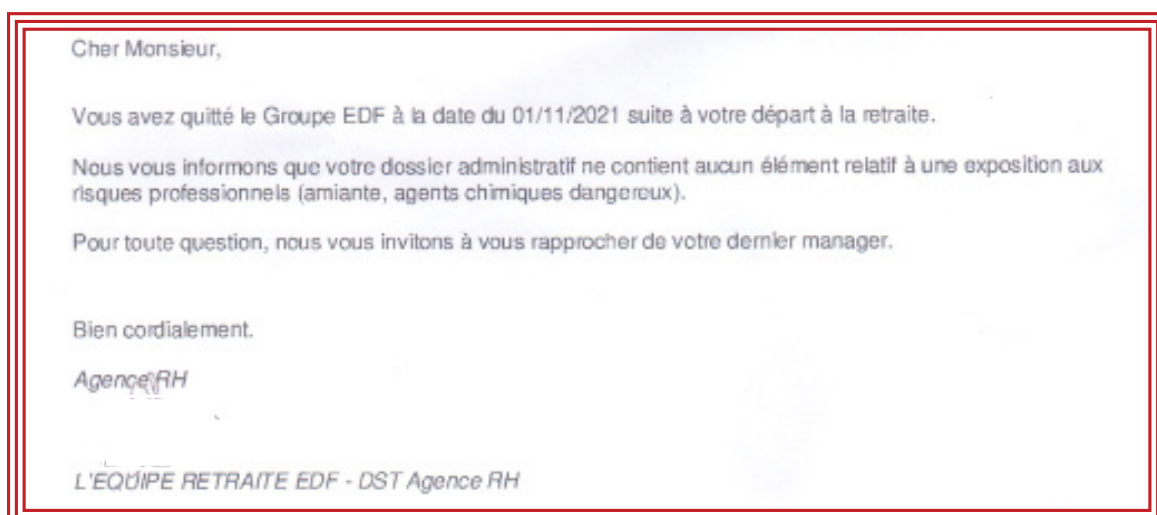 Cher Monsieur,
Vous avez quitté le Groupe EDF à la date du 01/11/2021 suite à votre départ à la retraite.
Nous vous informons que votre dossier administratif ne contient aucun élément relatif à une exposition aux
risques professionnels (amiante, agents chimiques dangereux).
Pour toute question, nous vous invitons à vous rapprocher de votre dernier manager.
Bien cordialement.
Agence RH
L'EQUIPE RETRAITE EDF - DST Agence RH